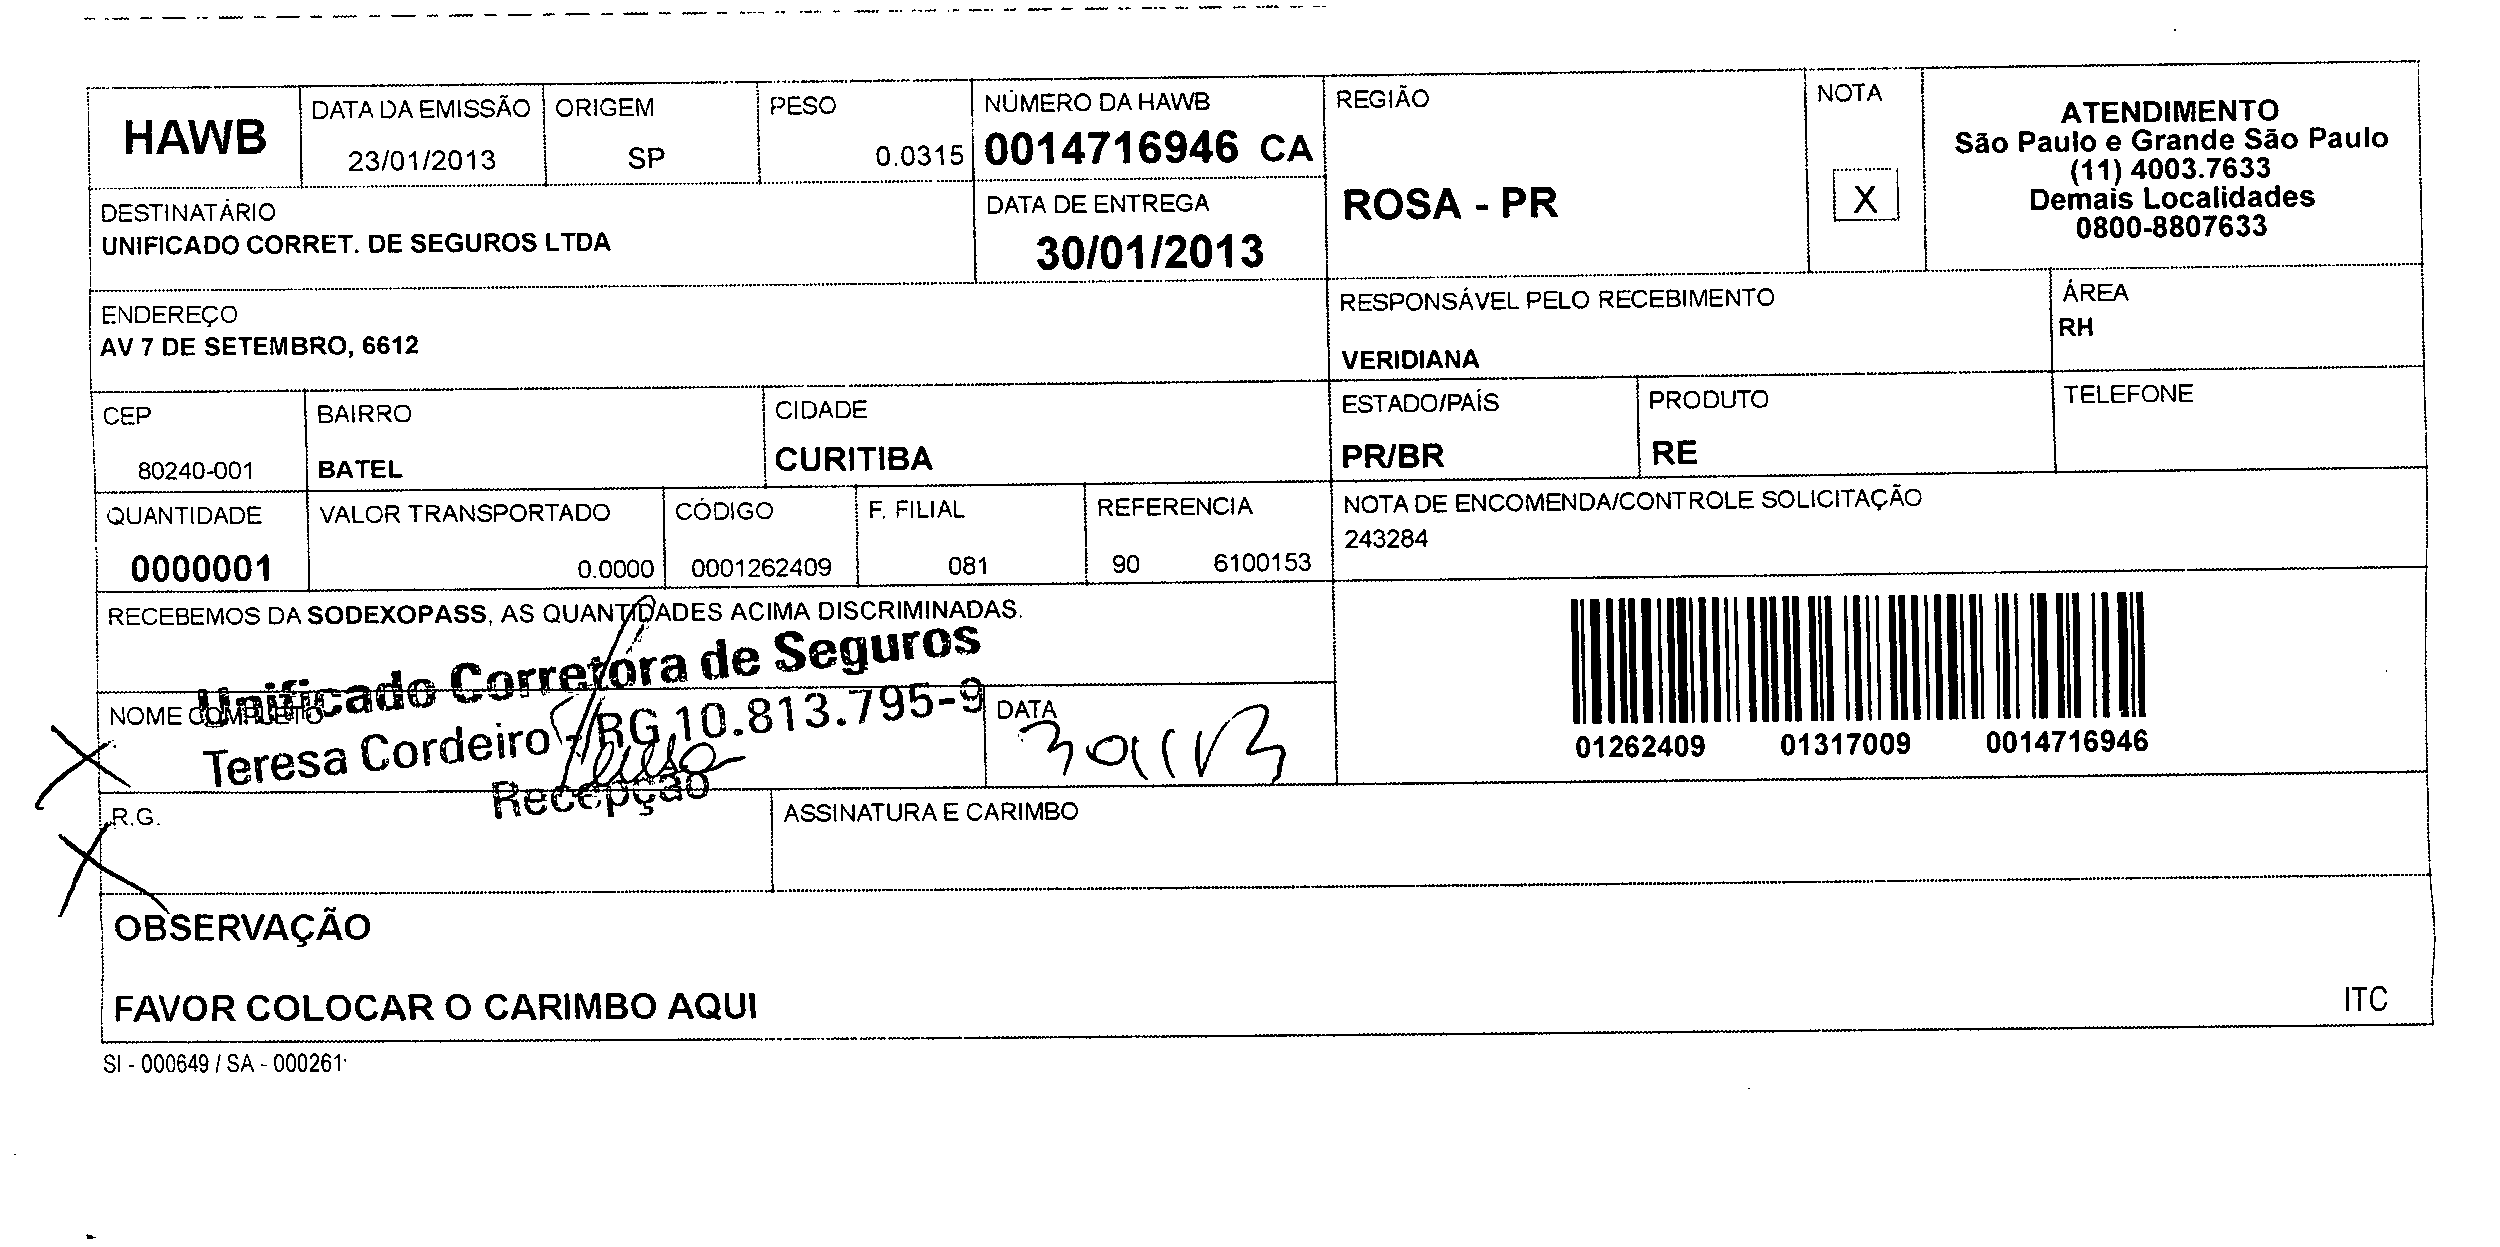 HAWB
DATA DA EMISSÃO
23/01/2013
ORIGEM
SP
PESO
0.0315
NÚMERO DA HAWB
0014716946 CA
REGIÃO
ROSA - PR
NOTA
X
ATENDIMENTO
São Paulo e Grande São Paulo
(11) 4003.7633
Demais Localidades
0800-8807633
DESTINATÁRIO
UNIFICADO CORRET. DE SEGUROS LTDA
DATA DE ENTREGA
30/01/2013
ENDEREÇO
AV 7 DE SETEMBRO, 6612
RESPONSÁVEL PELO RECEBIMENTO
VERIDIANA
ÁREA
RH
CEP
80240-001
BAIRRO
BATEL
CIDADE
CURITIBA
ESTADO/PAÍS
PR/BR
PRODUTO
RE
TELEFONE
QUANTIDADE
0000001
VALOR TRANSPORTADO
0.0000
CÓDIGO
0001262409
F. FILIAL
081
REFERENCIA
90 6100153
NOTA DE ENCOMENDA/CONTROLE SOLICITAÇÃO
243284
RECEBEMOS DA SODEXOPASS, AS QUANTIDADES ACIMA DISCRIMINADAS.
Unificado Corretora de Seguros
NOME COMPLETO
Teresa Cordeiro - RG 10.813.795-9
Recepção
DATA
01262409 01317009 0014716946
R.G.
ASSINATURA E CARIMBO
OBSERVAÇÃO
FAVOR COLOCAR O CARIMBO AQUI
ITC
SI - 000649 / SA - 000261